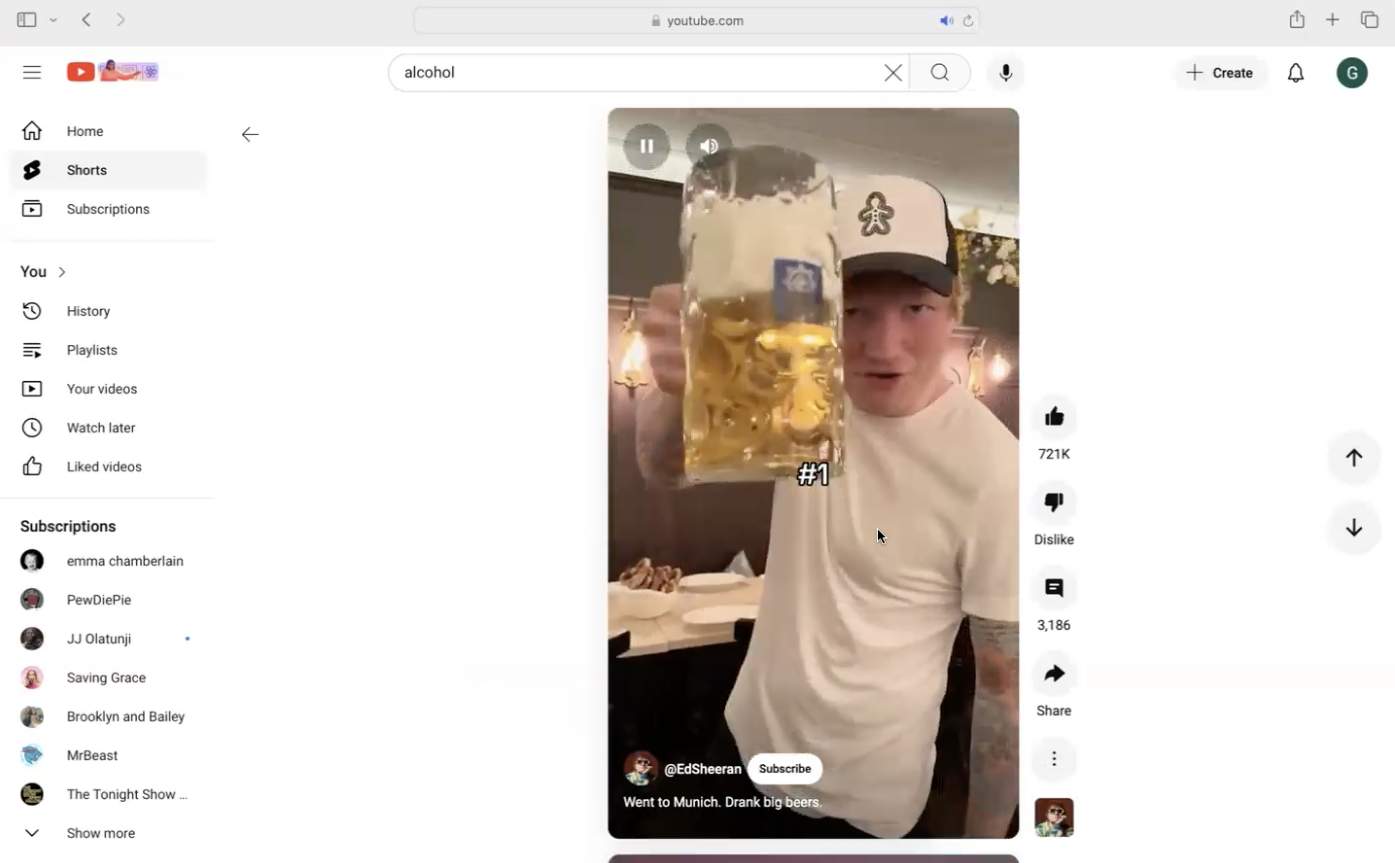 youtube.com
alcohol
Create
G
Home
Shorts
Subscriptions
You
History
Playlists
Your videos
Watch later
Liked videos
Subscriptions
emma chamberlain
PewDiePie
JJ Olatunji
Saving Grace
Brooklyn and Bailey
MrBeast
The Tonight Show ...
Show more
#1
@EdSheeran
Subscribe
Went to Munich. Drank big beers.
721K
Dislike
3,186
Share